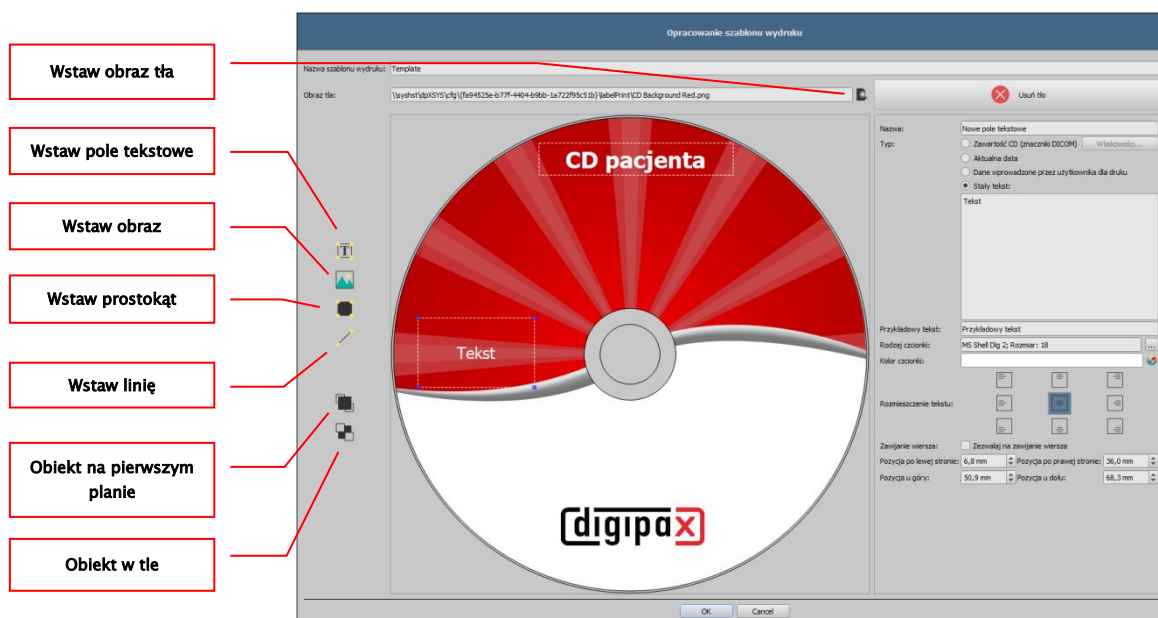 Opracowanie szablonu wydruku
Wstaw obraz tła
Wstaw pole tekstowe
Wstaw obraz
Wstaw prostokąt
Wstaw linię
Obiekt na pierwszym
planie
Obiekt w tle
Nazwa szablonu wydruku: Template
Obraz tła: \\syshst\dpXSYS\cfg\{fa94525e-b77f-4404-b9bb-1a722f95c51b}\labelPrint\CD Background Red.png
Usuń tło
CD pacjenta
Tekst
digipax
Nazwa: Nowe pole tekstowe
Typ: Zawartość CD (znaczniki DICOM) Właściwości...
Aktualna data
Dane wprowadzone przez użytkownika dla druku
Stały tekst:
Tekst
Przykładowy tekst: Przykładowy tekst
Rodzaj czcionki: MS Shell Dlg 2; Rozmiar: 18 ...
Kolor czcionki:
Rozmieszczenie tekstu:
Zawijanie wiersza: Zezwalaj na zawijanie wiersza
Pozycja po lewej stronie: 6,8 mm Pozycja po prawej stronie: 36,0 mm
Pozycja u góry: 50,9 mm Pozycja u dołu: 68,3 mm
OK Cancel